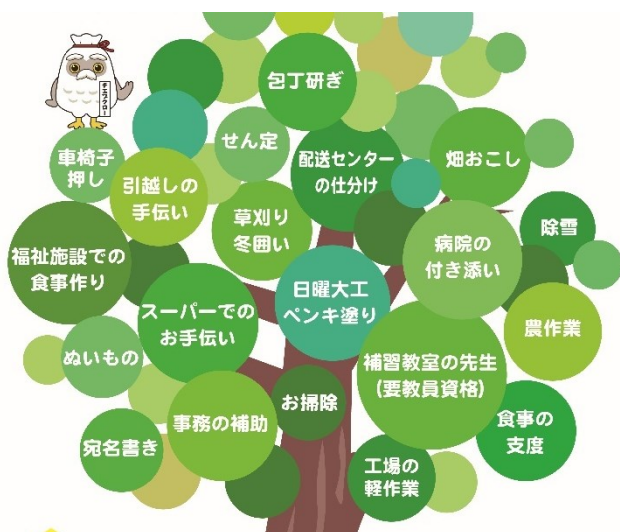 包丁研ぎ
チエブクロー
せん定
車椅子
押し
配送センター
の仕分け
畑おこし
引越しの
手伝い
草刈り
冬囲い
除雪
病院の
付き添い
福祉施設での
食事作り
日曜大工
ペンキ塗り
スーパーでの
お手伝い
農作業
ぬいもの
補習教室の先生
(要教員資格)
お掃除
事務の補助
食事の
支度
宛名書き
工場の
軽作業